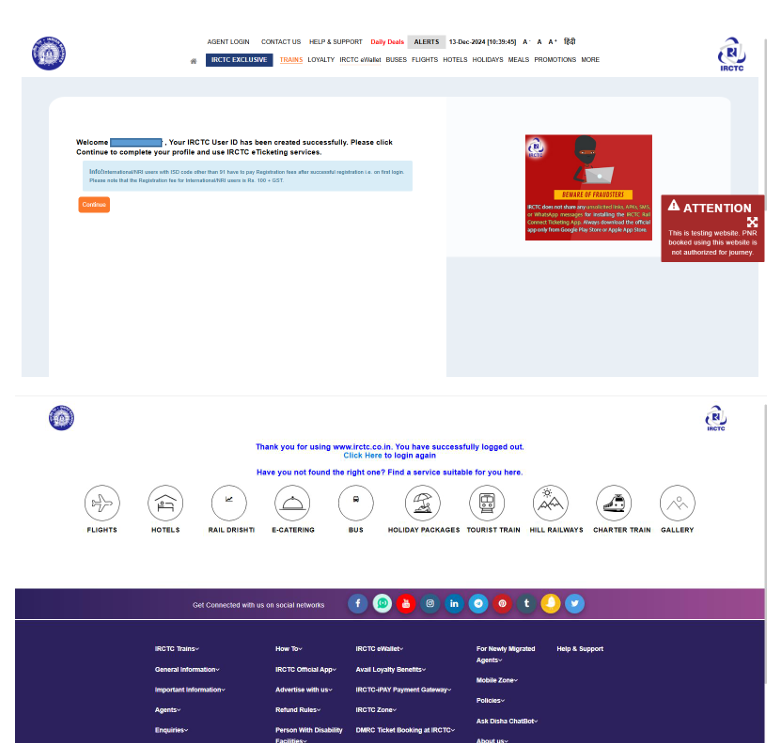 AGENT LOGIN CONTACT US HELP & SUPPORT Daily Deals ALERTS 13-Dec-2024 [10:39:45] A- A A+ हिंदी
IRCTC EXCLUSIVE TRAINS LOYALTY IRCTC eWallet BUSES FLIGHTS HOTELS HOLIDAYS MEALS PROMOTIONS MORE
IRCTC
Welcome , Your IRCTC User ID has been created successfully. Please click
Continue to complete your profile and use IRCTC eTicketing services.
Info!International/NRI users with ISD code other than 91 have to pay Registration fees after successful registration i.e. on first login.
Please note that the Registration fee for International/NRI users is Rs. 100 + GST.
Continue
IRCTC
BEWARE OF FRAUDSTERS
IRCTC does not share any unsolicited links, APKs, SMS,
or WhatsApp messages for installing the IRCTC Rail
Connect Ticketing App. Always download the official
app only from Google Play Store or Apple App Store.
ATTENTION
This is testing website. PNR
booked using this website is
not authorized for journey.
IRCTC
Thank you for using www.irctc.co.in. You have successfully logged out.
Click Here to login again
Have you not found the right one? Find a service suitable for you here.
FLIGHTS HOTELS RAIL DRISHTI E-CATERING BUS HOLIDAY PACKAGES TOURIST TRAIN HILL RAILWAYS CHARTER TRAIN GALLERY
Get Connected with us on social networks
IRCTC Trains How To IRCTC eWallet For Newly Migrated Agents Help & Support
General Information IRCTC Official App Avail Loyalty Benefits Mobile Zone
Important Information Advertise with us IRCTC-iPAY Payment Gateway Policies
Agents Refund Rules IRCTC Zone Ask Disha ChatBot
Enquiries Person With Disability Facilities DMRC Ticket Booking at IRCTC About us